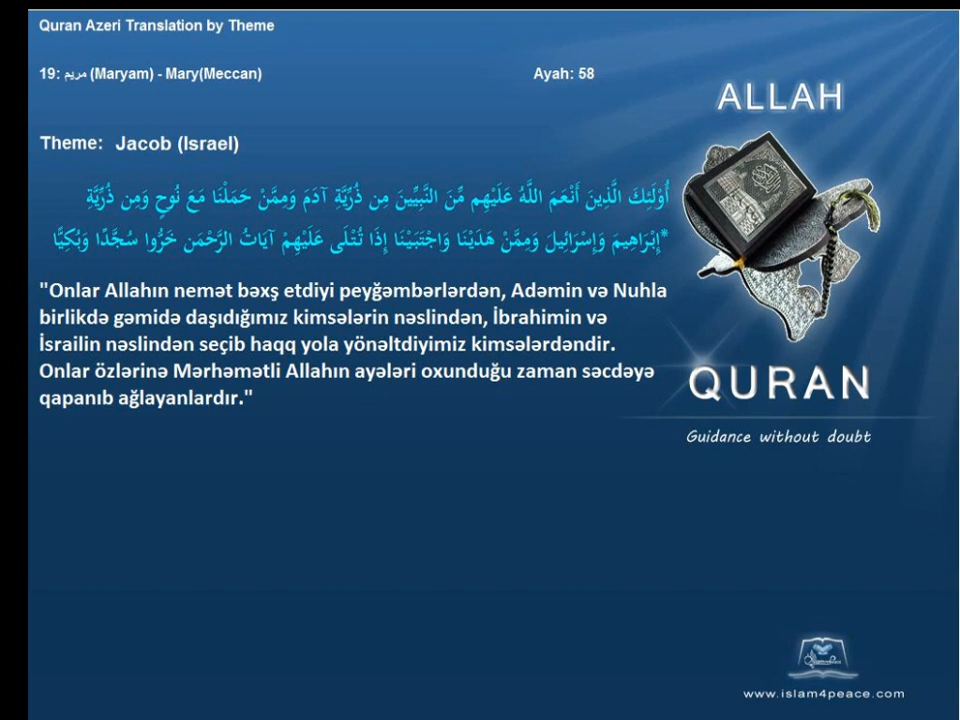 Quran Azeri Translation by Theme
19: مريم (Maryam) - Mary(Meccan)
Ayah: 58
ALLAH
Theme: Jacob (Israel)
أُوْلَئِكَ الَّذِينَ أَنْعَمَ اللَّهُ عَلَيْهِم مِّنَ النَّبِيِّينَ مِن ذُرِّيَّةِ آدَمَ وَمِمَّنْ حَمَلْنَا مَعَ نُوحٍ وَمِن ذُرِّيَّةِ
إِبْرَاهِيمَ وَإِسْرَائِيلَ وَمِمَّنْ هَدَيْنَا وَاجْتَبَيْنَا إِذَا تُتْلَى عَلَيْهِمْ آيَاتُ الرَّحْمَن خَرُّوا سُجَّدًا وَبُكِيًّا*
"Onlar Allahın nemət bəxş etdiyi peyğəmbərlərdən, Adəmin və Nuhla
birlikdə gəmidə daşıdığımız kimsələrin nəslindən, İbrahimin və
İsrailin nəslindən seçib haqq yola yönəltdiyimiz kimsələrdəndir.
Onlar özlərinə Mərhəmətli Allahın ayələri oxunduğu zaman səcdəyə
qapanıb ağlayanlardır."
QURAN
Guidance without doubt
www.islam4peace.com